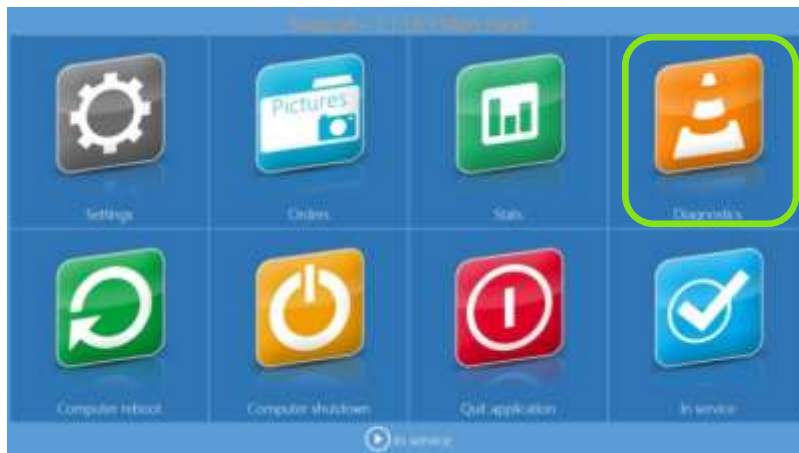 Pictures
Settings
Orders
Stats
Diagnostics
Computer reboot
Computer shutdown
Quit application
In service
In service